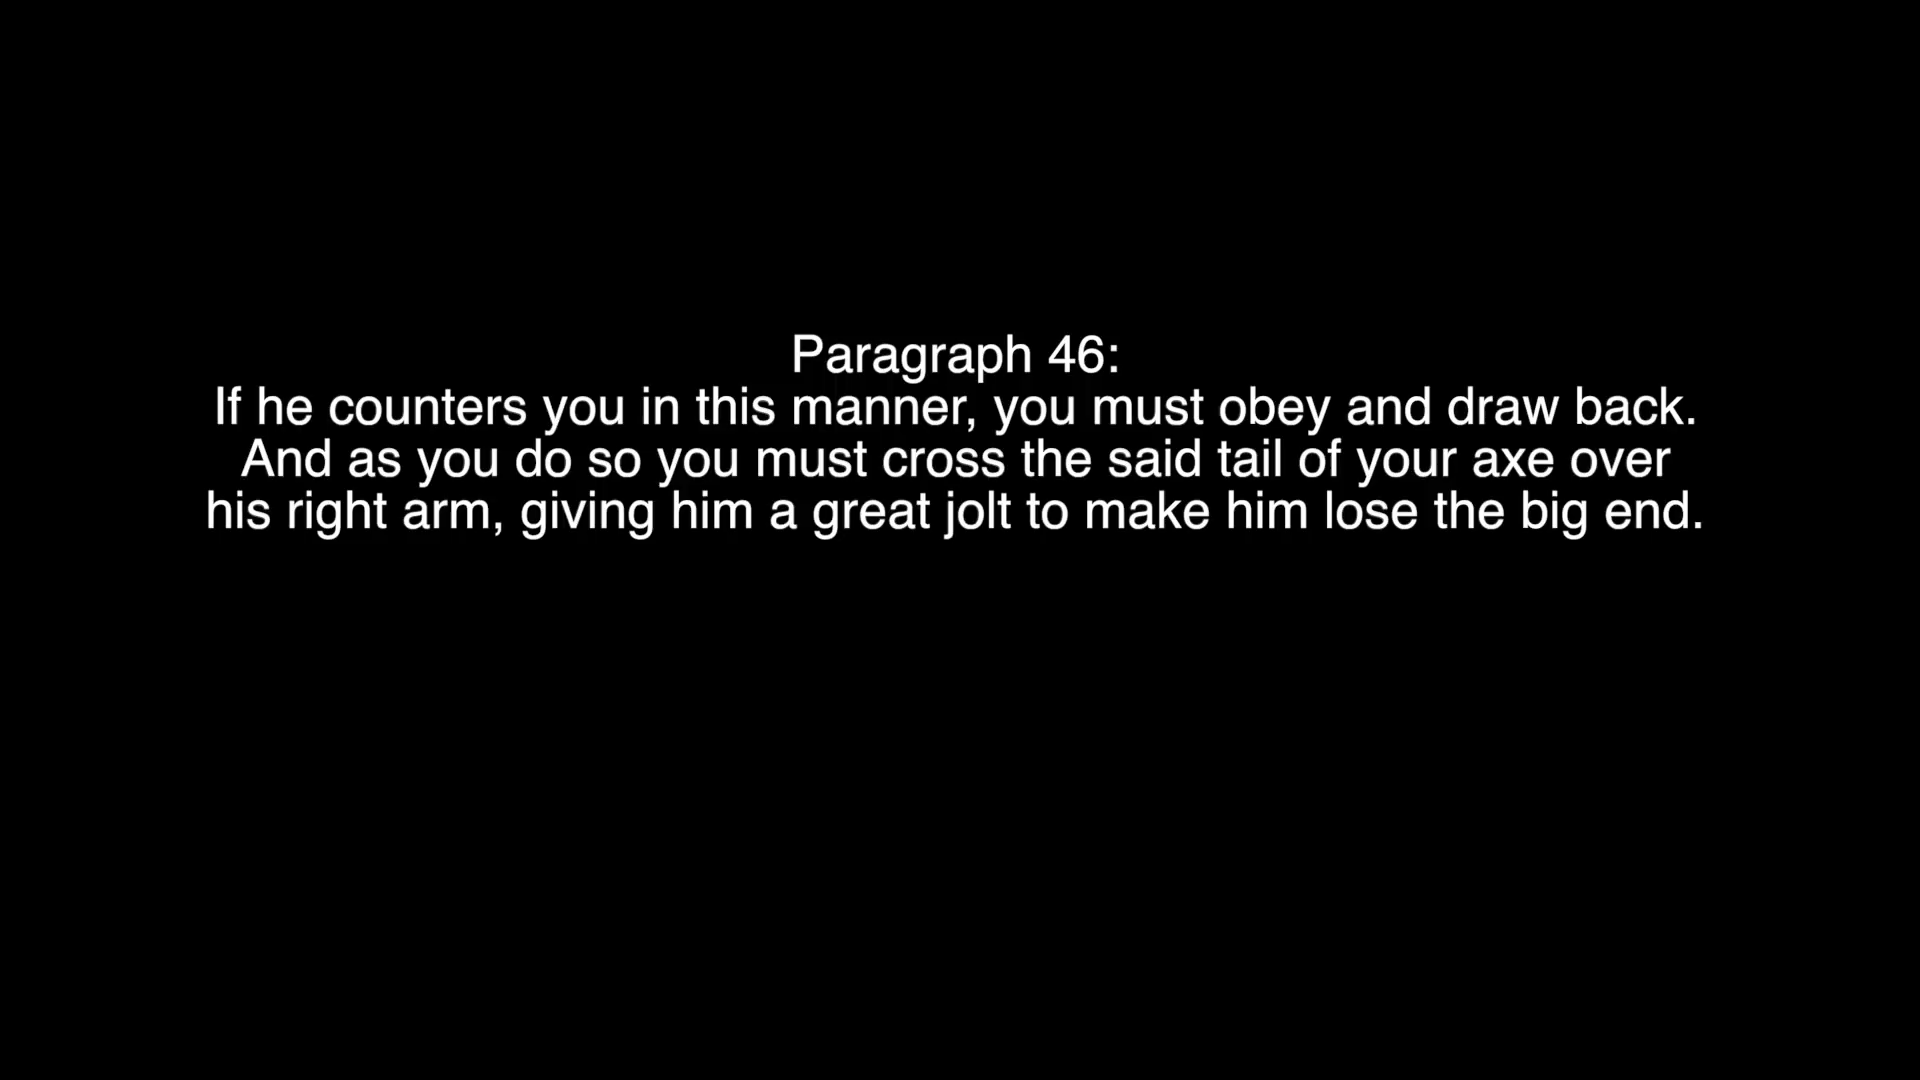 Paragraph 46:
If he counters you in this manner, you must obey and draw back.
And as you do so you must cross the said tail of your axe over
his right arm, giving him a great jolt to make him lose the big end.